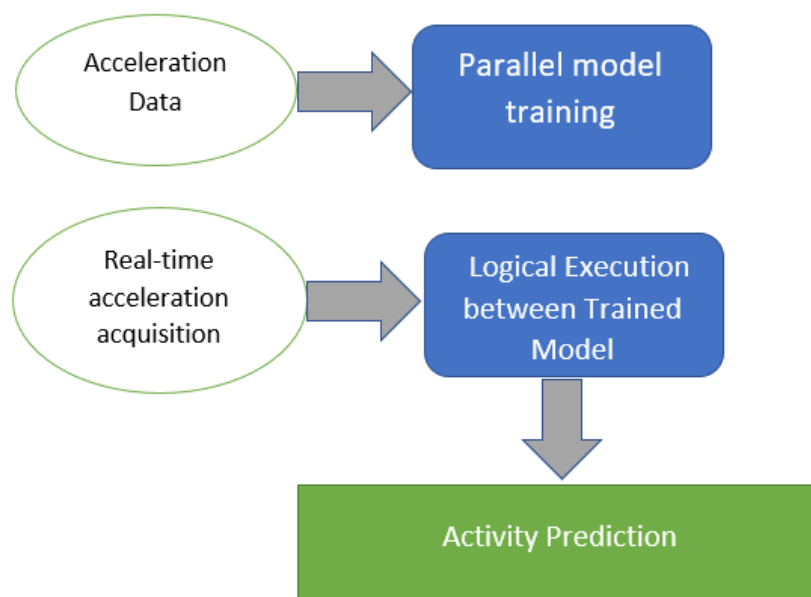 Acceleration
Data
Parallel model
training
Real-time
acceleration
acquisition
Logical Execution
between Trained
Model
Activity Prediction